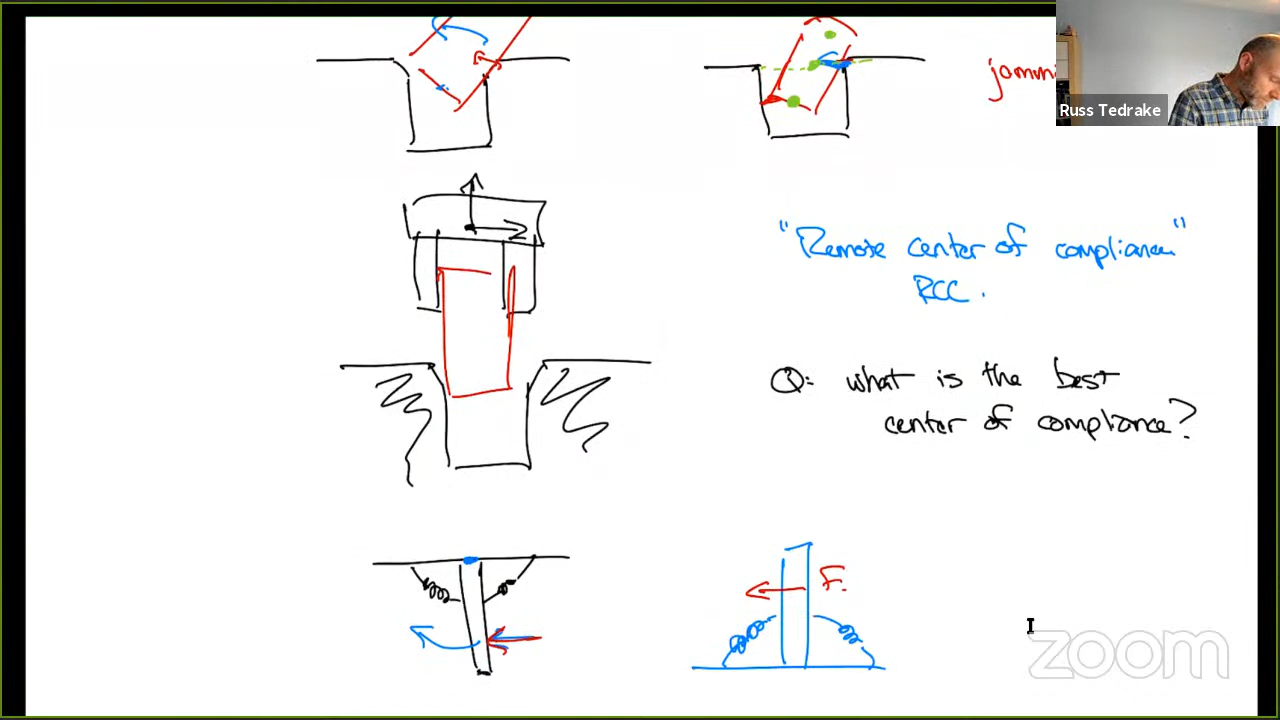 jammi
Russ Tedrake
"Remote center of compliance"
RCC.
Q: what is the best
center of compliance?
F.
zoom